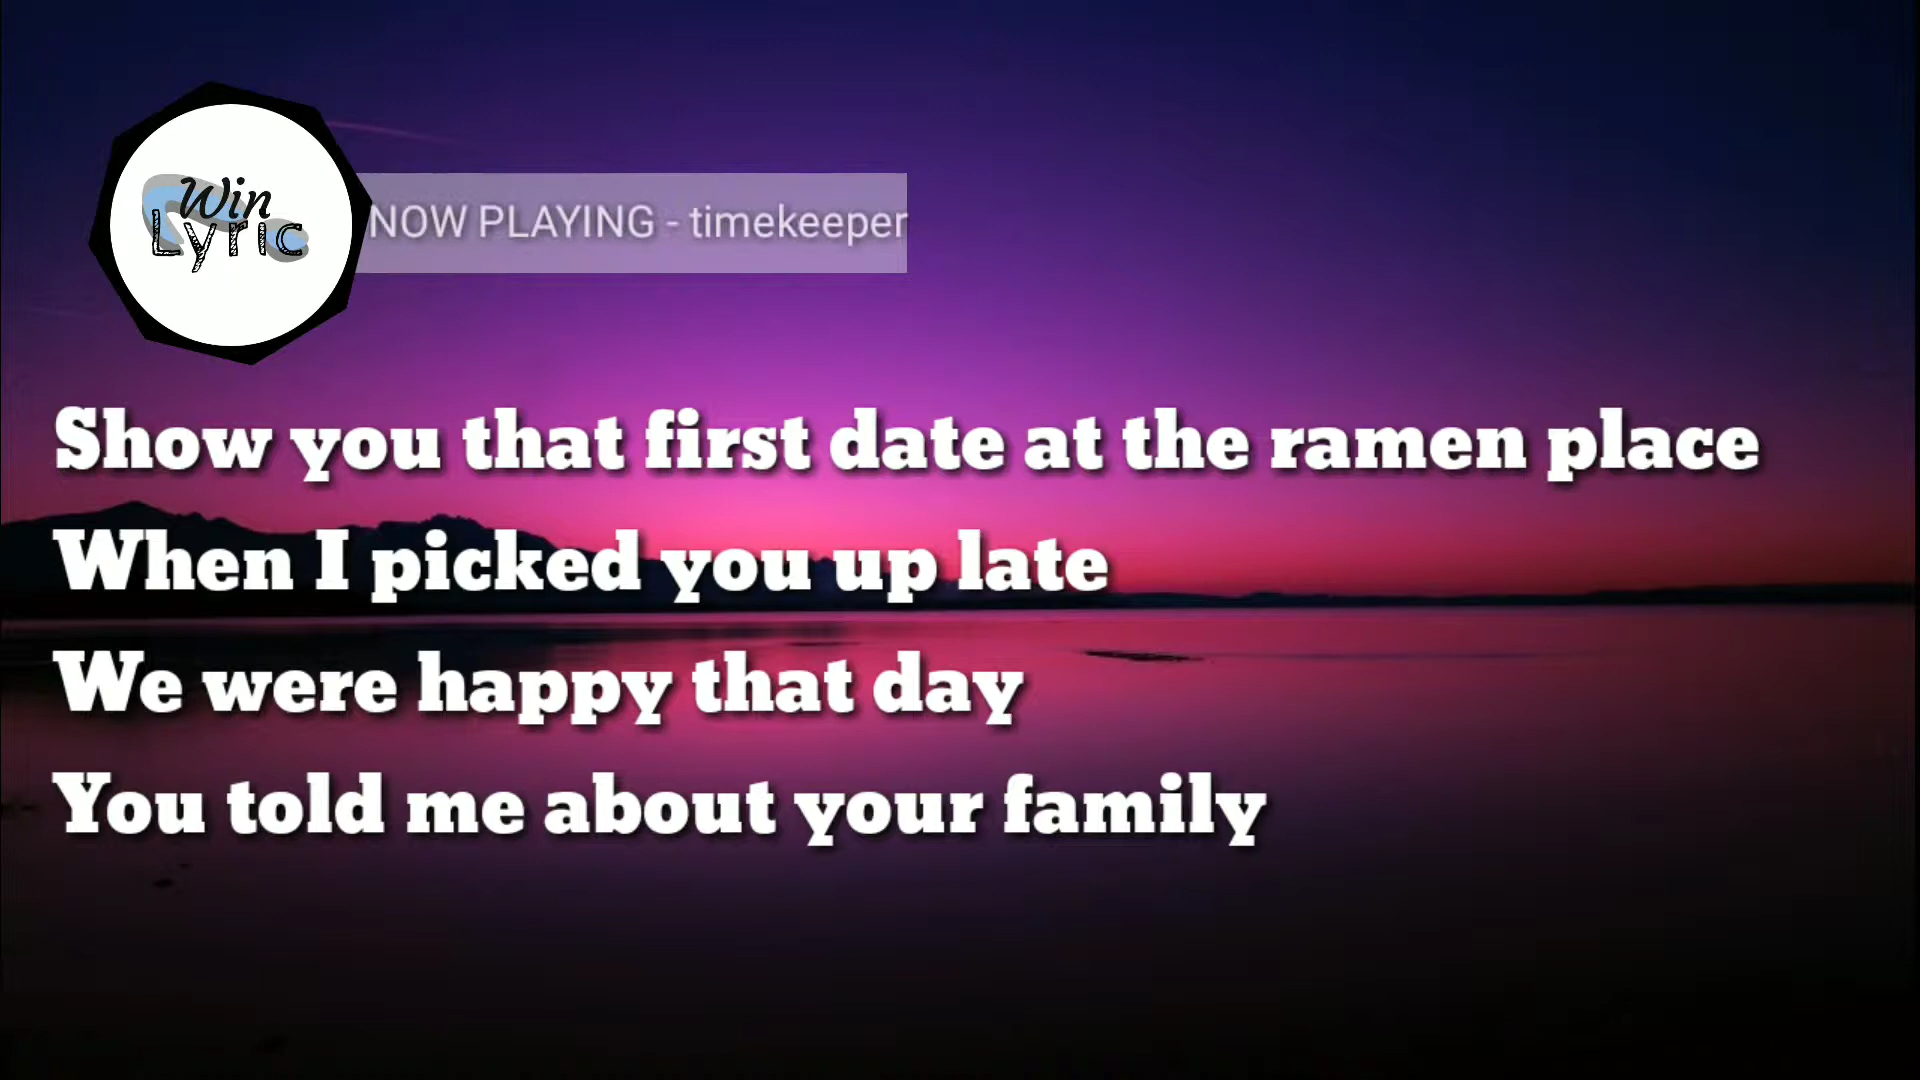 Win
Lyric
NOW PLAYING - timekeeper
Show you that first date at the ramen place
When I picked you up late
We were happy that day
You told me about your family